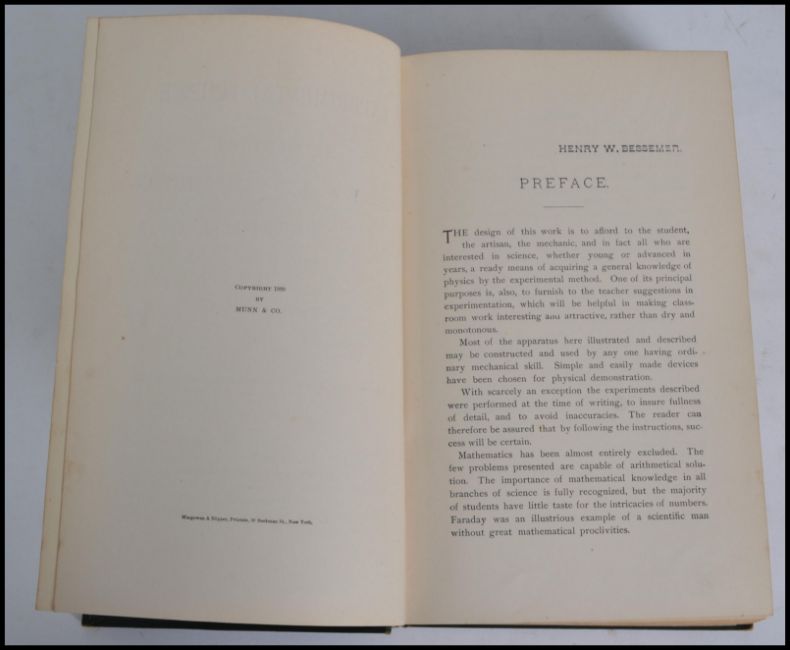 COPYRIGHT
BY
MUNN & CO.
Printers, Beekman St., New York.
HENRY W. BESSEMER.
PREFACE.
THE design of this work is to afford to the student,
the artisan, the mechanic, and in fact all who are
interested in science, whether young or advanced in
years, a ready means of acquiring a general knowledge of
physics by the experimental method. One of its principal
purposes is, also, to furnish to the teacher suggestions in
experimentation, which will be helpful in making class-
room work interesting and attractive, rather than dry and
monotonous.
Most of the apparatus here illustrated and described
may be constructed and used by any one having ordi-
nary mechanical skill. Simple and easily made devices
have been chosen for physical demonstration.
With scarcely an exception the experiments described
were performed at the time of writing, to insure fullness
of detail, and to avoid inaccuracies. The reader can
therefore be assured that by following the instructions, suc-
cess will be certain.
Mathematics has been almost entirely excluded. The
few problems presented are capable of arithmetical solu-
tion. The importance of mathematical knowledge in all
branches of science is fully recognized, but the majority
of students have little taste for the intricacies of numbers.
Faraday was an illustrious example of a scientific man
without great mathematical proclivities.